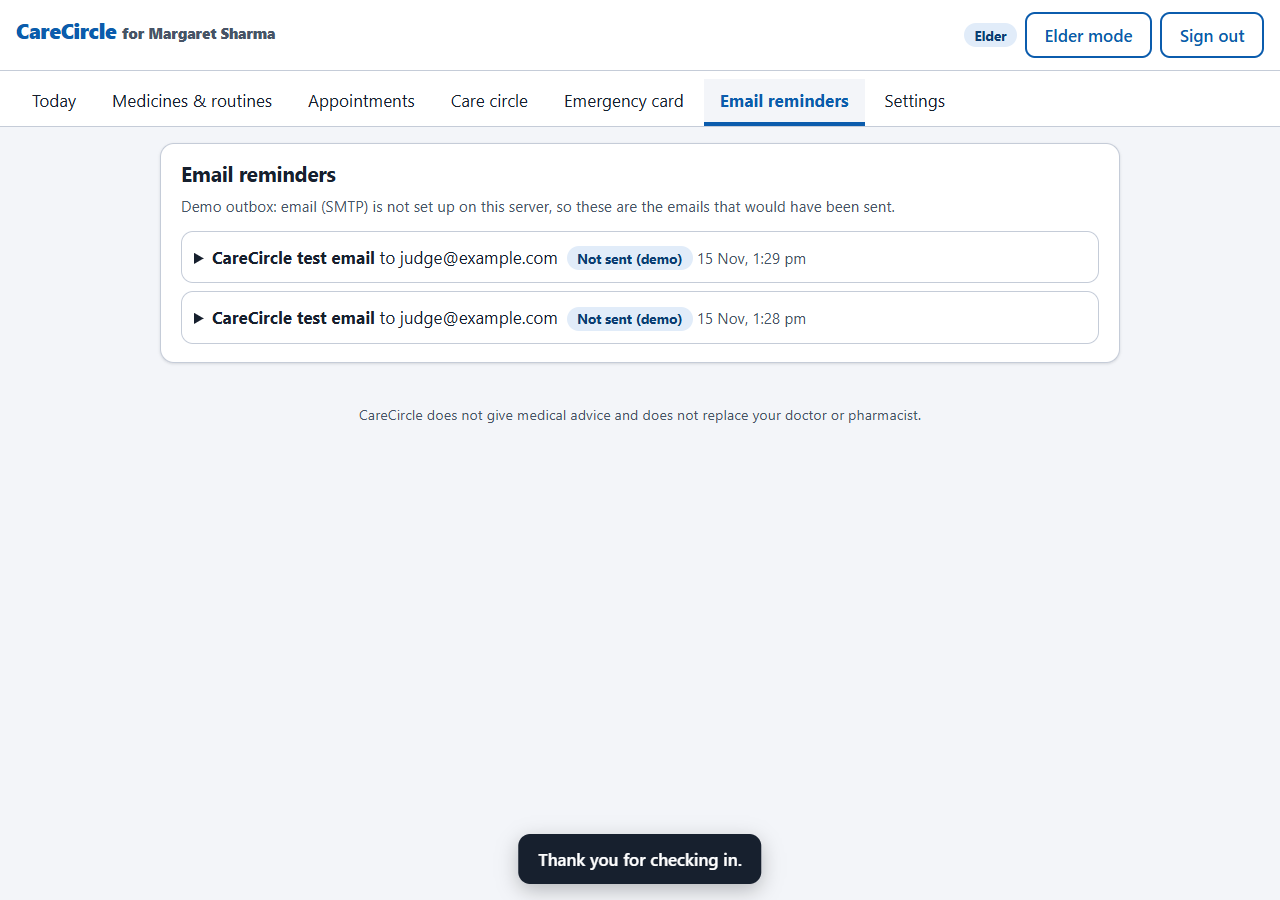 CareCircle for Margaret Sharma
Elder
Elder mode
Sign out
Today
Medicines & routines
Appointments
Care circle
Emergency card
Email reminders
Settings
Email reminders
Demo outbox: email (SMTP) is not set up on this server, so these are the emails that would have been sent.
CareCircle test email to judge@example.com Not sent (demo) 15 Nov, 1:29 pm
CareCircle test email to judge@example.com Not sent (demo) 15 Nov, 1:28 pm
CareCircle does not give medical advice and does not replace your doctor or pharmacist.
Thank you for checking in.